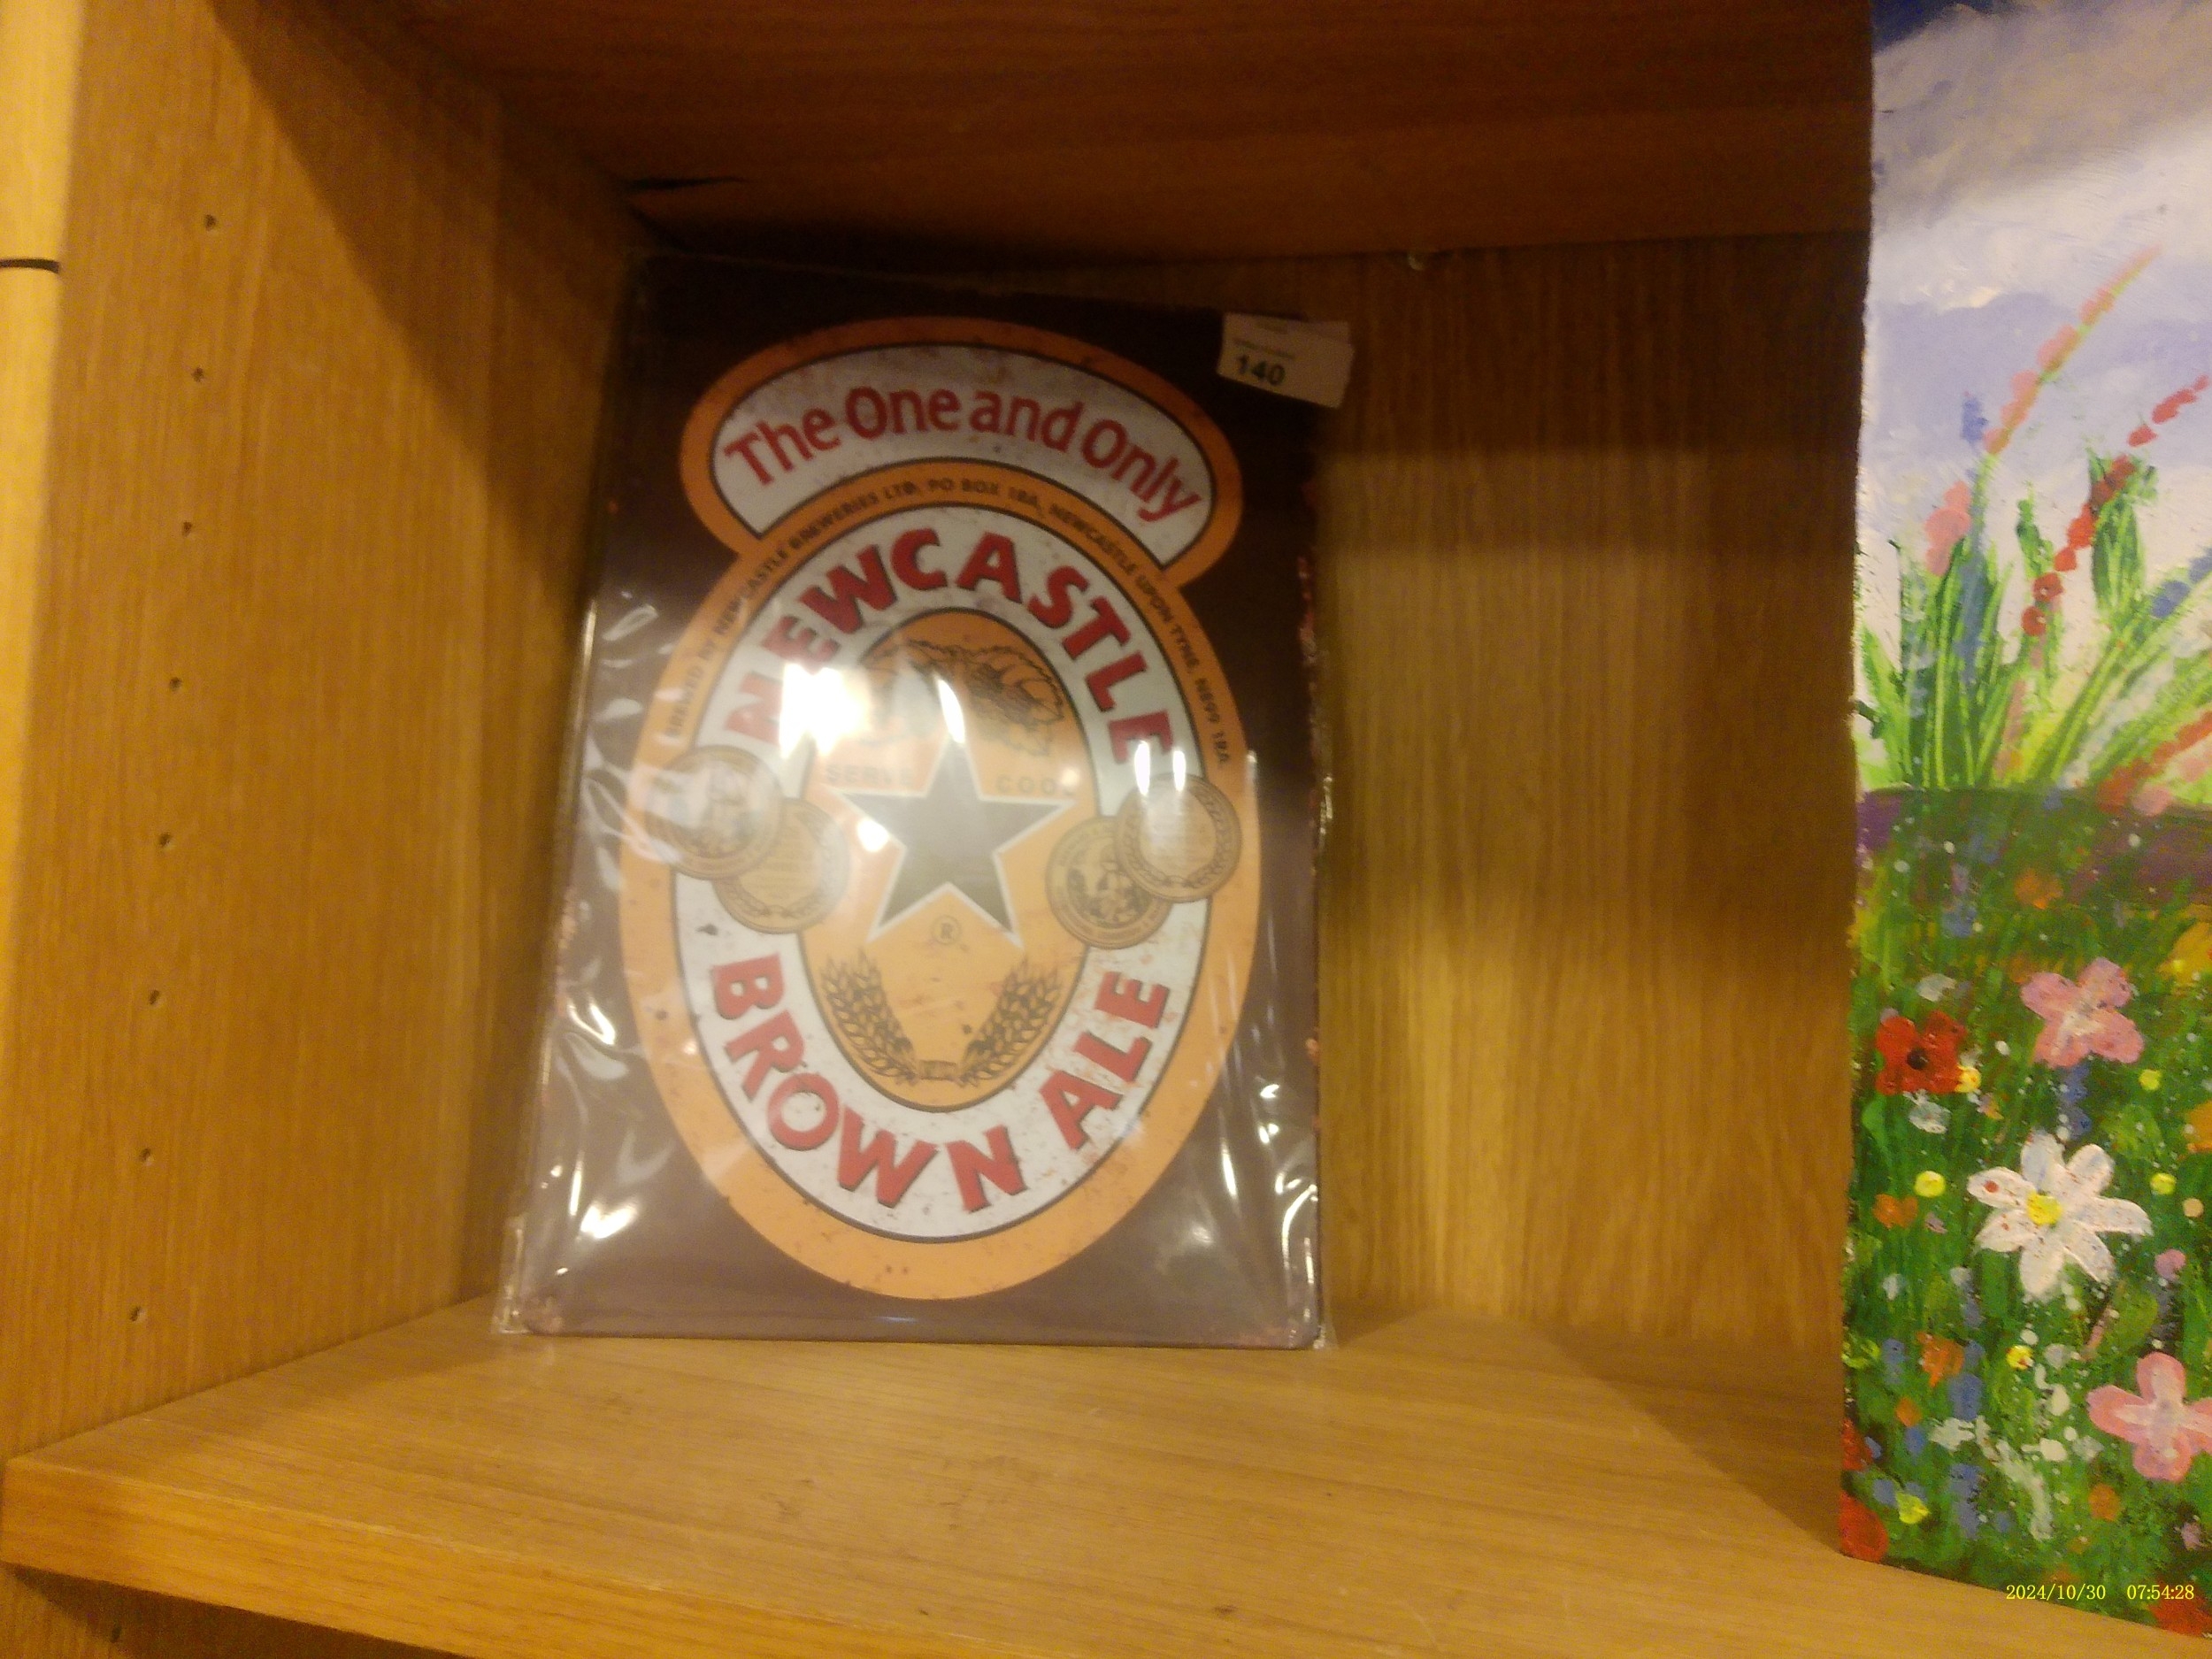 140
The One and Only
BREWED BY NEWCASTLE BREWERIES LTD, PO BOX 1BA, NEWCASTLE UPON TYNE NE99 1RA
NEWCASTLE
SERVE COOL
®
BROWN ALE
2024/10/30 07:54:28